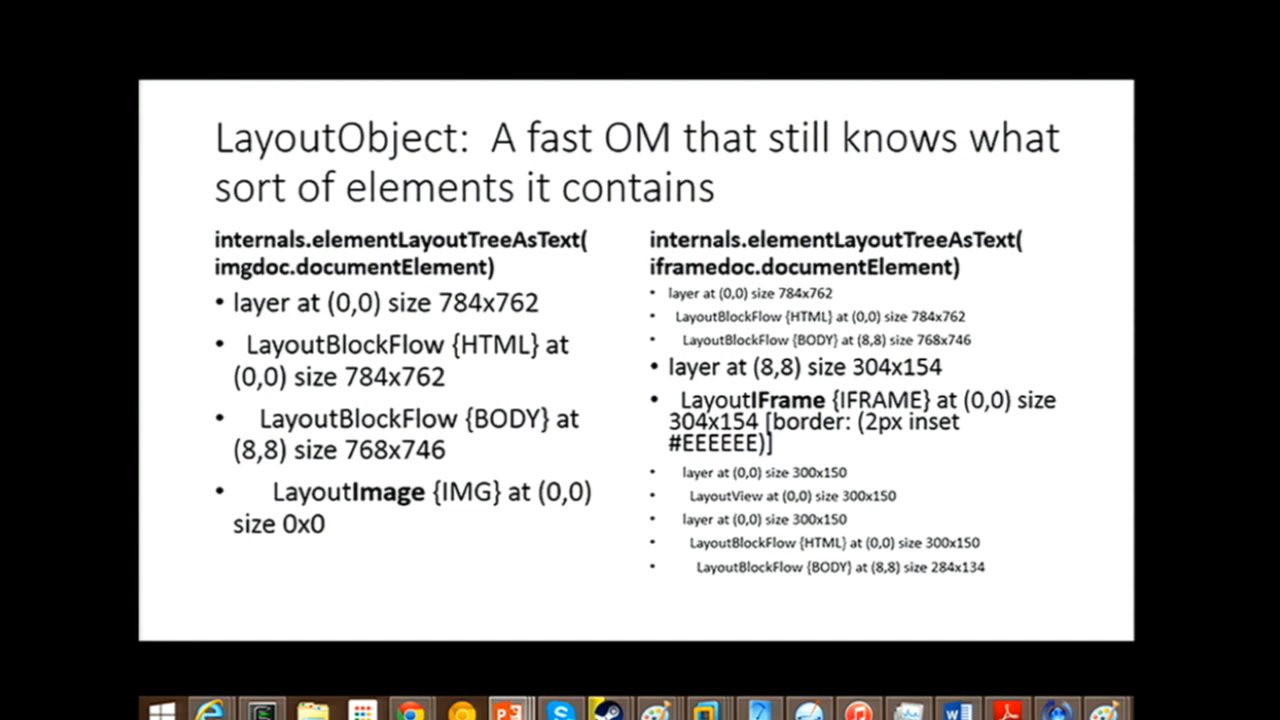 LayoutObject: A fast OM that still knows what
sort of elements it contains
internals.elementLayoutTreeAsText(
imgdoc.documentElement)
• layer at (0,0) size 784x762
• LayoutBlockFlow {HTML} at
(0,0) size 784x762
• LayoutBlockFlow {BODY} at
(8,8) size 768x746
• LayoutImage {IMG} at (0,0)
size 0x0
internals.elementLayoutTreeAsText(
iframedoc.documentElement)
• layer at (0,0) size 784x762
• LayoutBlockFlow {HTML} at (0,0) size 784x762
• LayoutBlockFlow {BODY} at (8,8) size 768x746
• layer at (8,8) size 304x154
• LayoutIFrame {IFRAME} at (0,0) size
304x154 [border: (2px inset
#EEEEEE)]
• layer at (0,0) size 300x150
• LayoutView at (0,0) size 300x150
• layer at (0,0) size 300x150
• LayoutBlockFlow {HTML} at (0,0) size 300x150
• LayoutBlockFlow {BODY} at (8,8) size 284x134